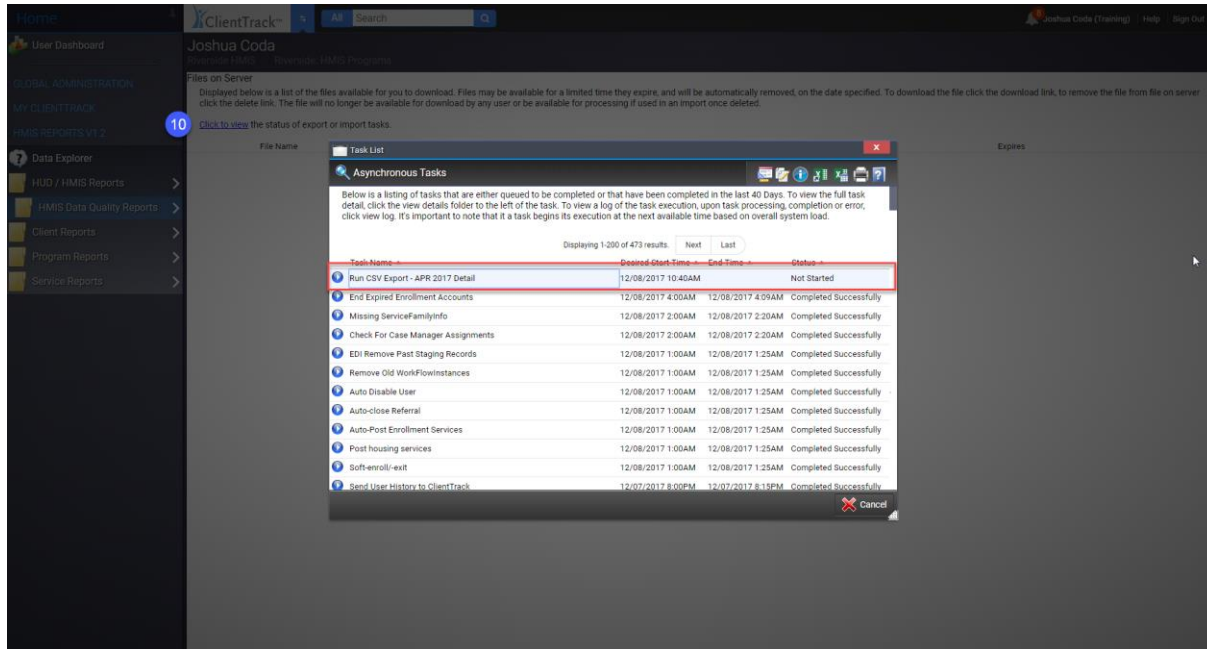 Home
ClientTrack™
All
Search
Joshua Coda (Training)
Help
Sign Out
User Dashboard
Joshua Coda
Riverside HMIS
Riverside: HMIS Programs
GLOBAL ADMINISTRATION
MY CLIENTTRACK
HMIS REPORTS V1.2
Data Explorer
HUD / HMIS Reports
HMIS Data Quality Reports
Client Reports
Program Reports
Service Reports
Files on Server
Displayed below is a list of the files available for you to download. Files may be available for a limited time they expire, and will be automatically removed, on the date specified. To download the file click the download link, to remove the file from file on server
click the delete link. The file will no longer be available for download by any user or be available for processing if used in an import once deleted.
10
Click to view the status of export or import tasks.
File Name
Expires
Task List
x
Asynchronous Tasks
Below is a listing of tasks that are either queued to be completed or that have been completed in the last 40 Days. To view the full task
detail, click the view details folder to the left of the task. To view a log of the task execution, upon task processing, completion or error,
click view log. It's important to note that it a task begins its execution at the next available time based on overall system load.
Displaying 1-200 of 473 results. Next Last
Task Name Desired Start Time End Time Status
Run CSV Export - APR 2017 Detail 12/08/2017 10:40AM Not Started
End Expired Enrollment Accounts 12/08/2017 4:00AM 12/08/2017 4:09AM Completed Successfully
Missing ServiceFamilyInfo 12/08/2017 2:00AM 12/08/2017 2:20AM Completed Successfully
Check For Case Manager Assignments 12/08/2017 2:00AM 12/08/2017 2:20AM Completed Successfully
EDI Remove Past Staging Records 12/08/2017 1:00AM 12/08/2017 1:25AM Completed Successfully
Remove Old WorkFlowInstances 12/08/2017 1:00AM 12/08/2017 1:25AM Completed Successfully
Auto Disable User 12/08/2017 1:00AM 12/08/2017 1:25AM Completed Successfully
Auto-close Referral 12/08/2017 1:00AM 12/08/2017 1:25AM Completed Successfully
Auto-Post Enrollment Services 12/08/2017 1:00AM 12/08/2017 1:25AM Completed Successfully
Post housing services 12/08/2017 1:00AM 12/08/2017 1:25AM Completed Successfully
Soft-enroll/-exit 12/08/2017 1:00AM 12/08/2017 1:25AM Completed Successfully
Send User History to ClientTrack 12/07/2017 8:00PM 12/07/2017 8:15PM Completed Successfully
Cancel